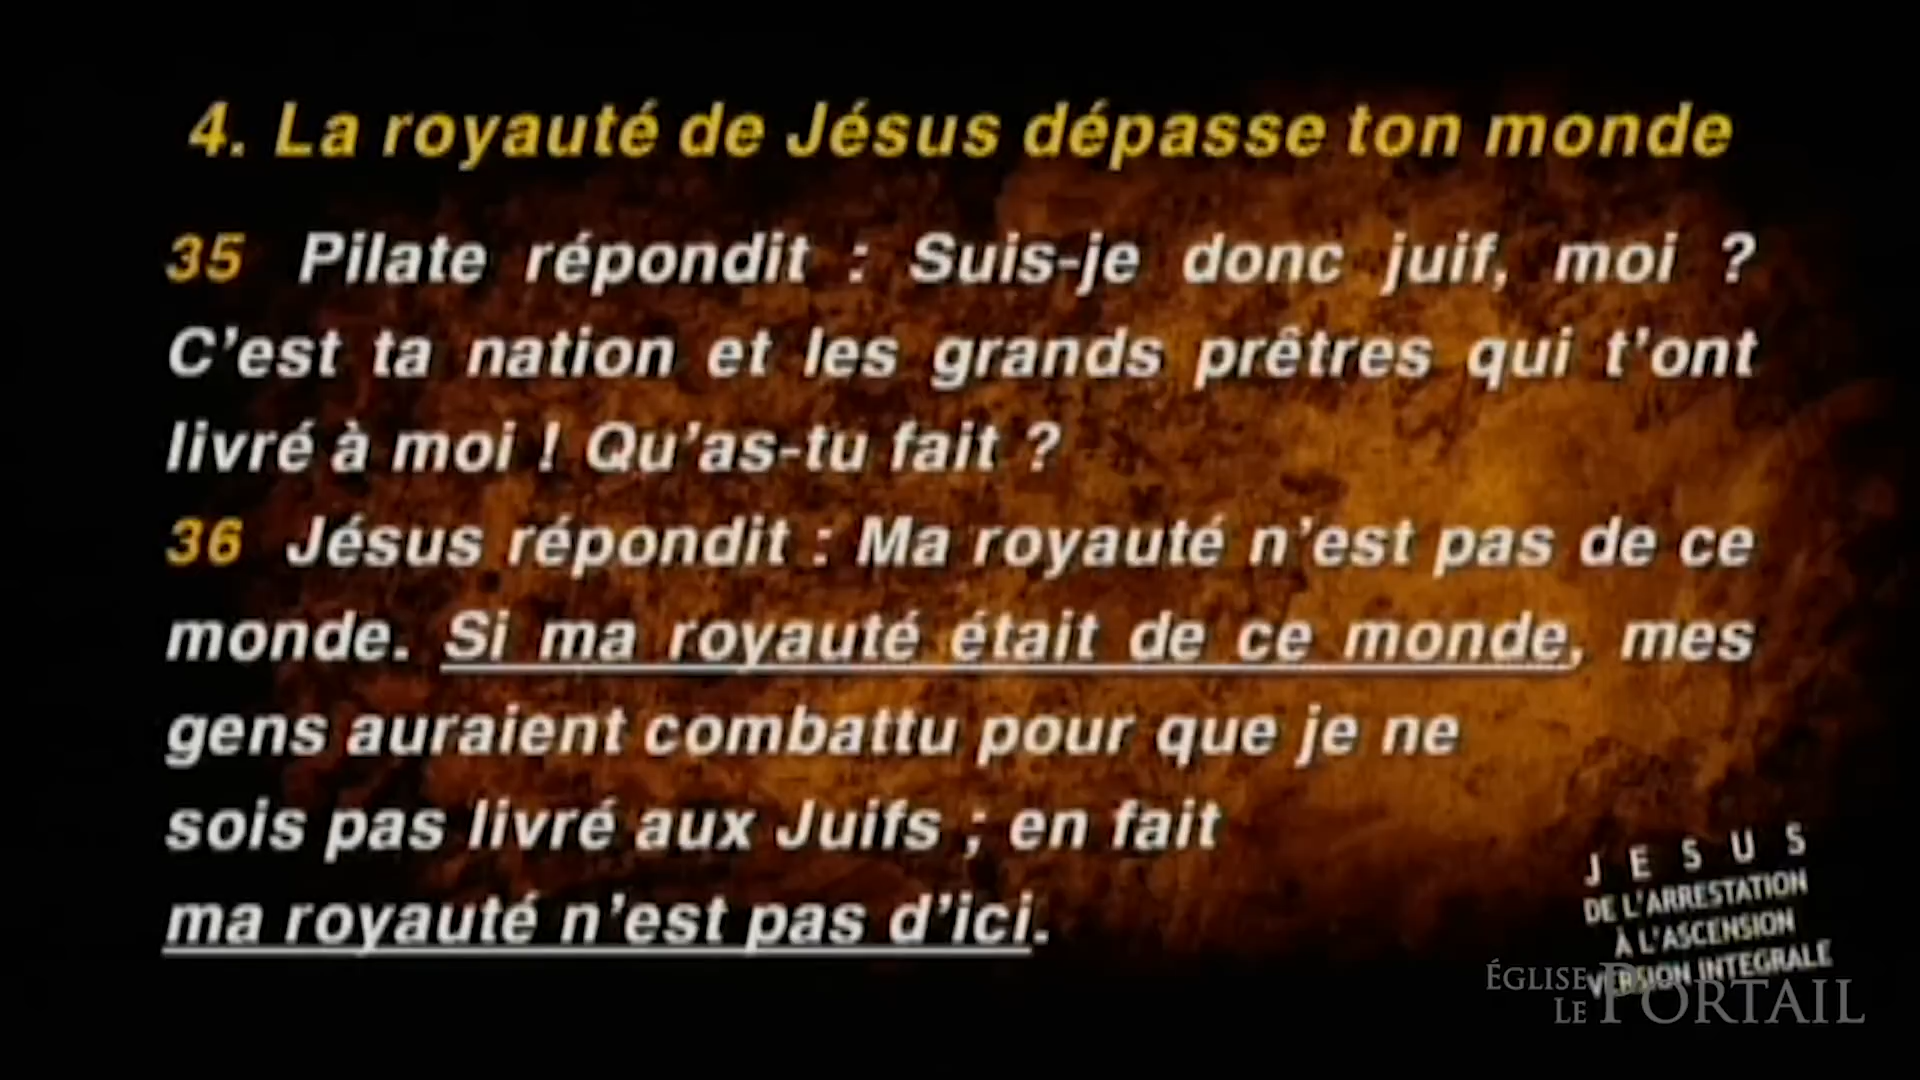 4. La royauté de Jésus dépasse ton monde
35 Pilate répondit : Suis-je donc juif, moi ?
C’est ta nation et les grands prêtres qui t’ont
livré à moi ! Qu’as-tu fait ?
36 Jésus répondit : Ma royauté n’est pas de ce
monde. Si ma royauté était de ce monde, mes
gens auraient combattu pour que je ne
sois pas livré aux Juifs ; en fait
ma royauté n’est pas d’ici.
JESUS
DE L'ARRESTATION
À L'ASCENSION
VERSION INTEGRALE
ÉGLISE
LE PORTAIL